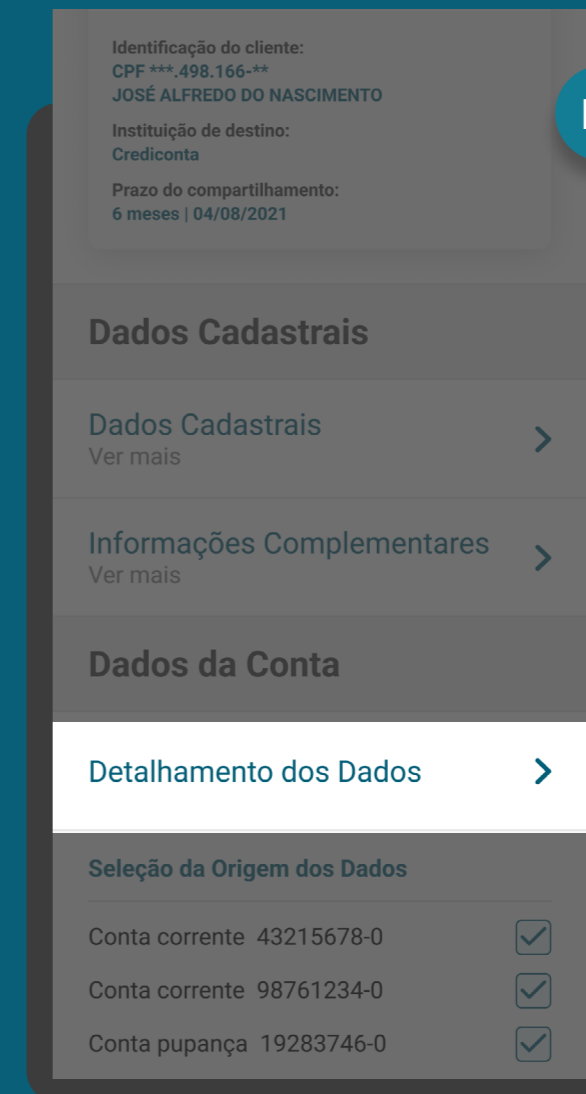 Identificação do cliente:
CPF ***.498.166-**
JOSÉ ALFREDO DO NASCIMENTO
Instituição de destino:
Crediconta
Prazo do compartilhamento:
6 meses | 04/08/2021
Dados Cadastrais
Dados Cadastrais
Ver mais
Informações Complementares
Ver mais
Dados da Conta
Detalhamento dos Dados
Seleção da Origem dos Dados
Conta corrente 43215678-0
Conta corrente 98761234-0
Conta pupança 19283746-0